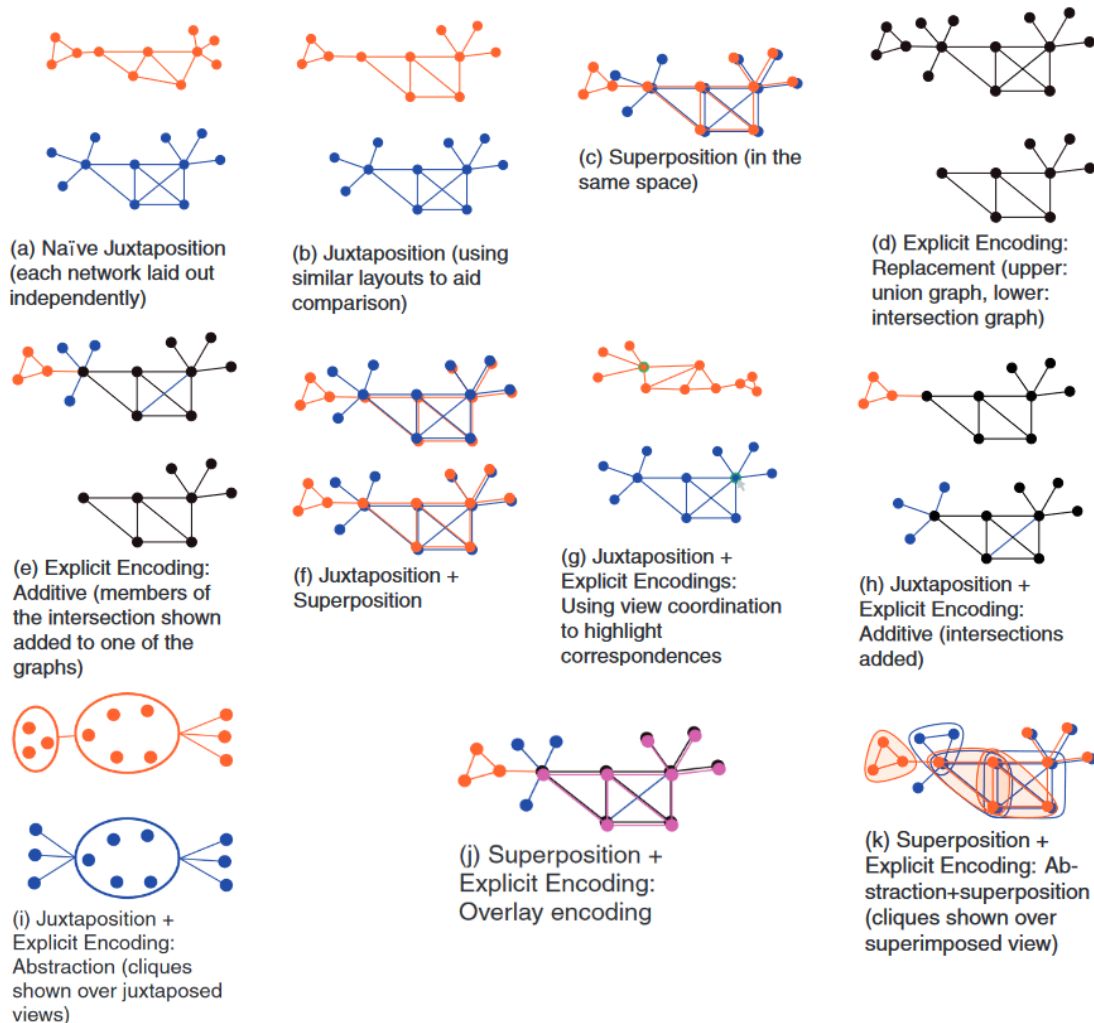 (a) Naïve Juxtaposition
(each network laid out
independently)
(b) Juxtaposition (using
similar layouts to aid
comparison)
(c) Superposition (in the
same space)
(d) Explicit Encoding:
Replacement (upper:
union graph, lower:
intersection graph)
(e) Explicit Encoding:
Additive (members of
the intersection shown
added to one of the
graphs)
(f) Juxtaposition +
Superposition
(g) Juxtaposition +
Explicit Encodings:
Using view coordination
to highlight
correspondences
(h) Juxtaposition +
Explicit Encoding:
Additive (intersections
added)
(i) Juxtaposition +
Explicit Encoding:
Abstraction (cliques
shown over juxtaposed
views)
(j) Superposition +
Explicit Encoding:
Overlay encoding
(k) Superposition +
Explicit Encoding: Ab-
straction+superposition
(cliques shown over
superimposed view)